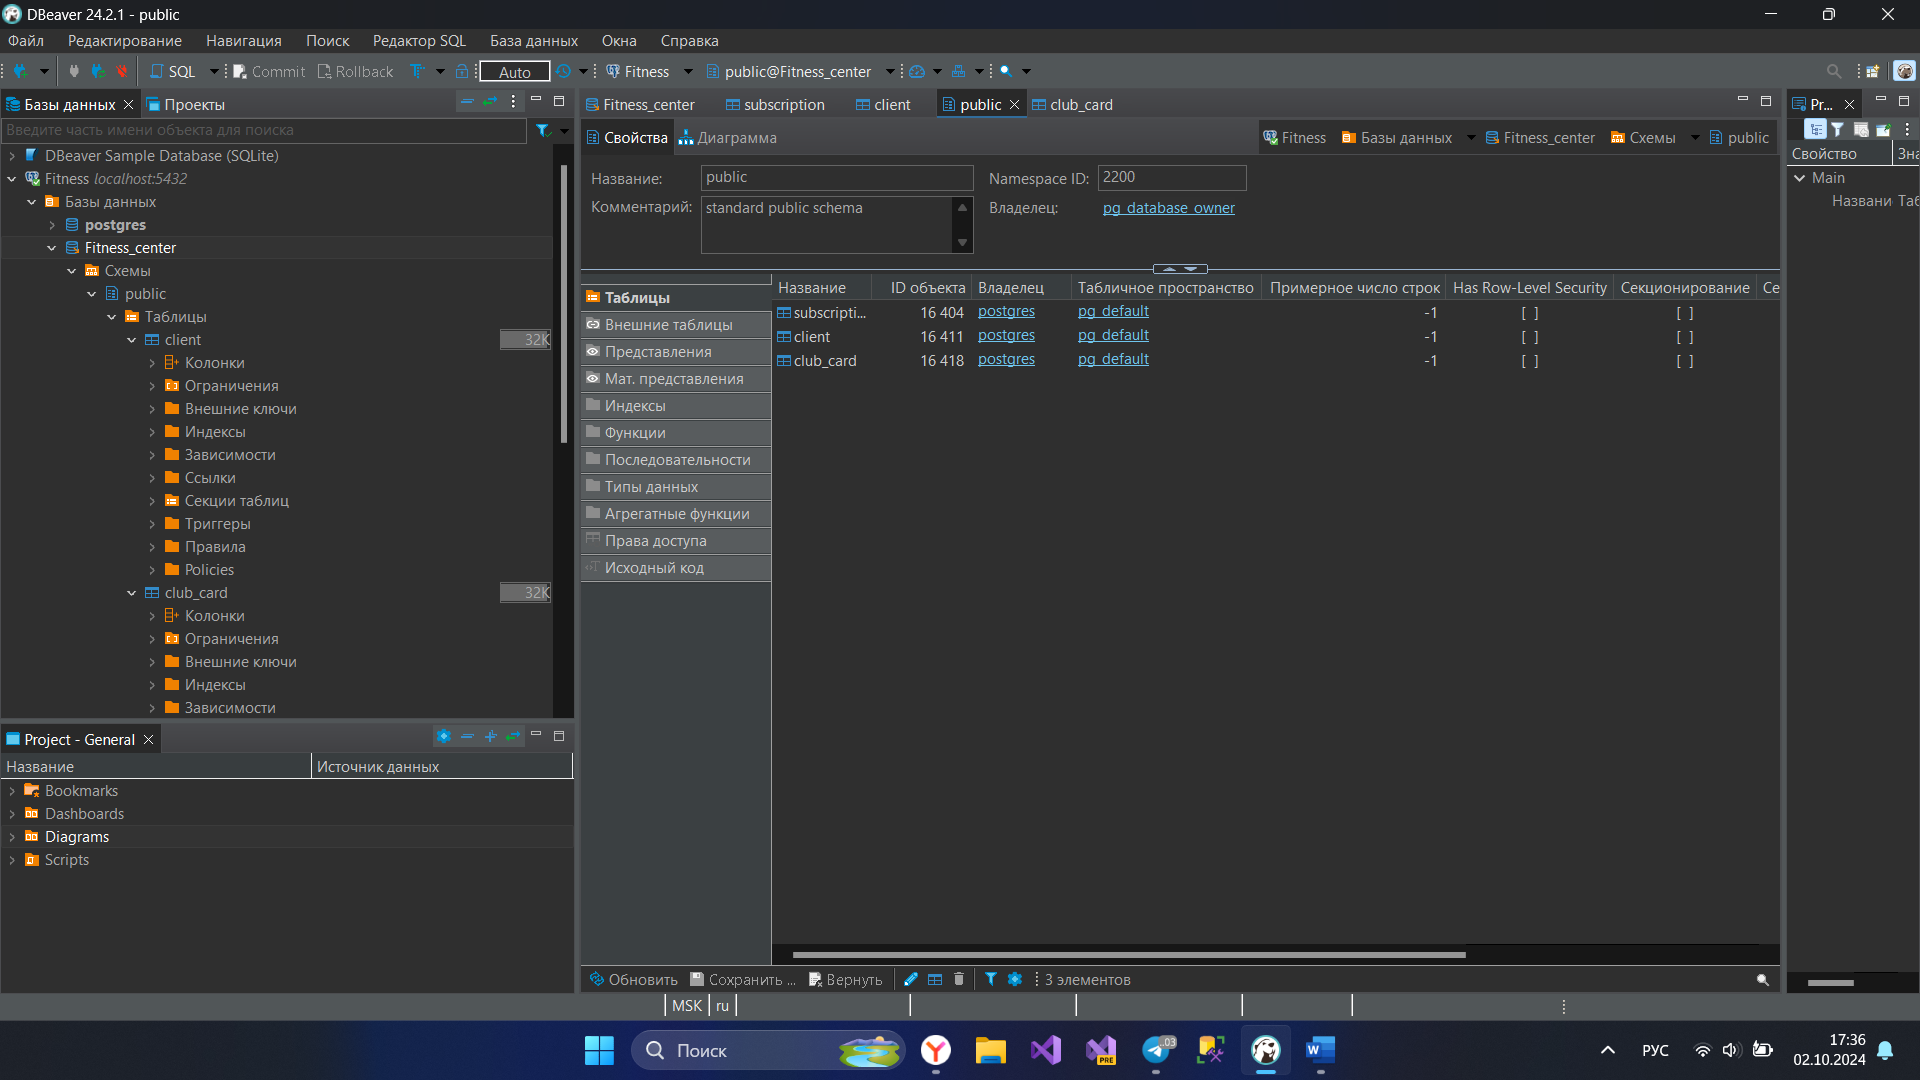 DBeaver 24.2.1 - public
Файл Редактирование Навигация Поиск Редактор SQL База данных Окна Справка
SQL Commit Rollback Auto Fitness public@Fitness_center
Базы данных Проекты
Введите часть имени объекта для поиска
DBeaver Sample Database (SQLite)
Fitness localhost:5432
Базы данных
postgres
Fitness_center
Схемы
public
Таблицы
client 32K
Колонки
Ограничения
Внешние ключи
Индексы
Зависимости
Ссылки
Секции таблиц
Триггеры
Правила
Policies
club_card 32K
Колонки
Ограничения
Внешние ключи
Индексы
Зависимости
Project - General
Название Источник данных
Bookmarks
Dashboards
Diagrams
Scripts
Fitness_center subscription client public club_card
Свойства Диаграмма Fitness Базы данных Fitness_center Схемы public
Название: public Namespace ID: 2200
Комментарий: standard public schema Владелец: pg_database_owner
Таблицы
Внешние таблицы
Представления
Мат. представления
Индексы
Функции
Последовательности
Типы данных
Агрегатные функции
Права доступа
Исходный код
Название ID объекта Владелец Табличное пространство Примерное число строк Has Row-Level Security Секционирование Се
subscripti... 16 404 postgres pg_default -1 [ ] [ ]
client 16 411 postgres pg_default -1 [ ] [ ]
club_card 16 418 postgres pg_default -1 [ ] [ ]
Обновить Сохранить ... Вернуть 3 элементов
Pr...
Свойство Зна
Main
Названи Таб
MSK ru
Поиск
PRE
..03
РУС
17:36
02.10.2024